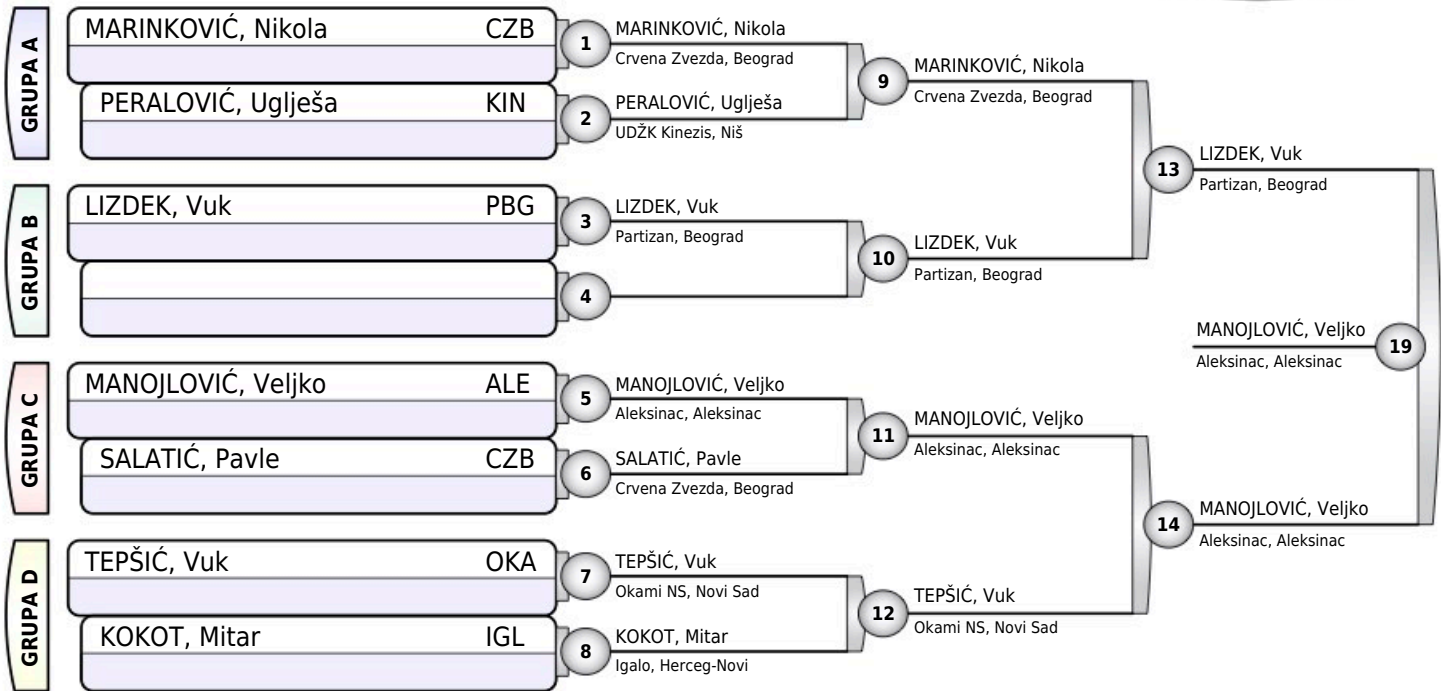 GRUPA A
MARINKOVIĆ, Nikola CZB
PERALOVIĆ, Uglješa KIN
GRUPA B
LIZDEK, Vuk PBG
GRUPA C
MANOJLOVIĆ, Veljko ALE
SALATIĆ, Pavle CZB
GRUPA D
TEPŠIĆ, Vuk OKA
KOKOT, Mitar IGL
1
MARINKOVIĆ, Nikola
Crvena Zvezda, Beograd
2
PERALOVIĆ, Uglješa
UDŽK Kinezis, Niš
3
LIZDEK, Vuk
Partizan, Beograd
4
5
MANOJLOVIĆ, Veljko
Aleksinac, Aleksinac
6
SALATIĆ, Pavle
Crvena Zvezda, Beograd
7
TEPŠIĆ, Vuk
Okami NS, Novi Sad
8
KOKOT, Mitar
Igalo, Herceg-Novi
9
MARINKOVIĆ, Nikola
Crvena Zvezda, Beograd
10
LIZDEK, Vuk
Partizan, Beograd
11
MANOJLOVIĆ, Veljko
Aleksinac, Aleksinac
12
TEPŠIĆ, Vuk
Okami NS, Novi Sad
13
LIZDEK, Vuk
Partizan, Beograd
14
MANOJLOVIĆ, Veljko
Aleksinac, Aleksinac
MANOJLOVIĆ, Veljko
Aleksinac, Aleksinac
19